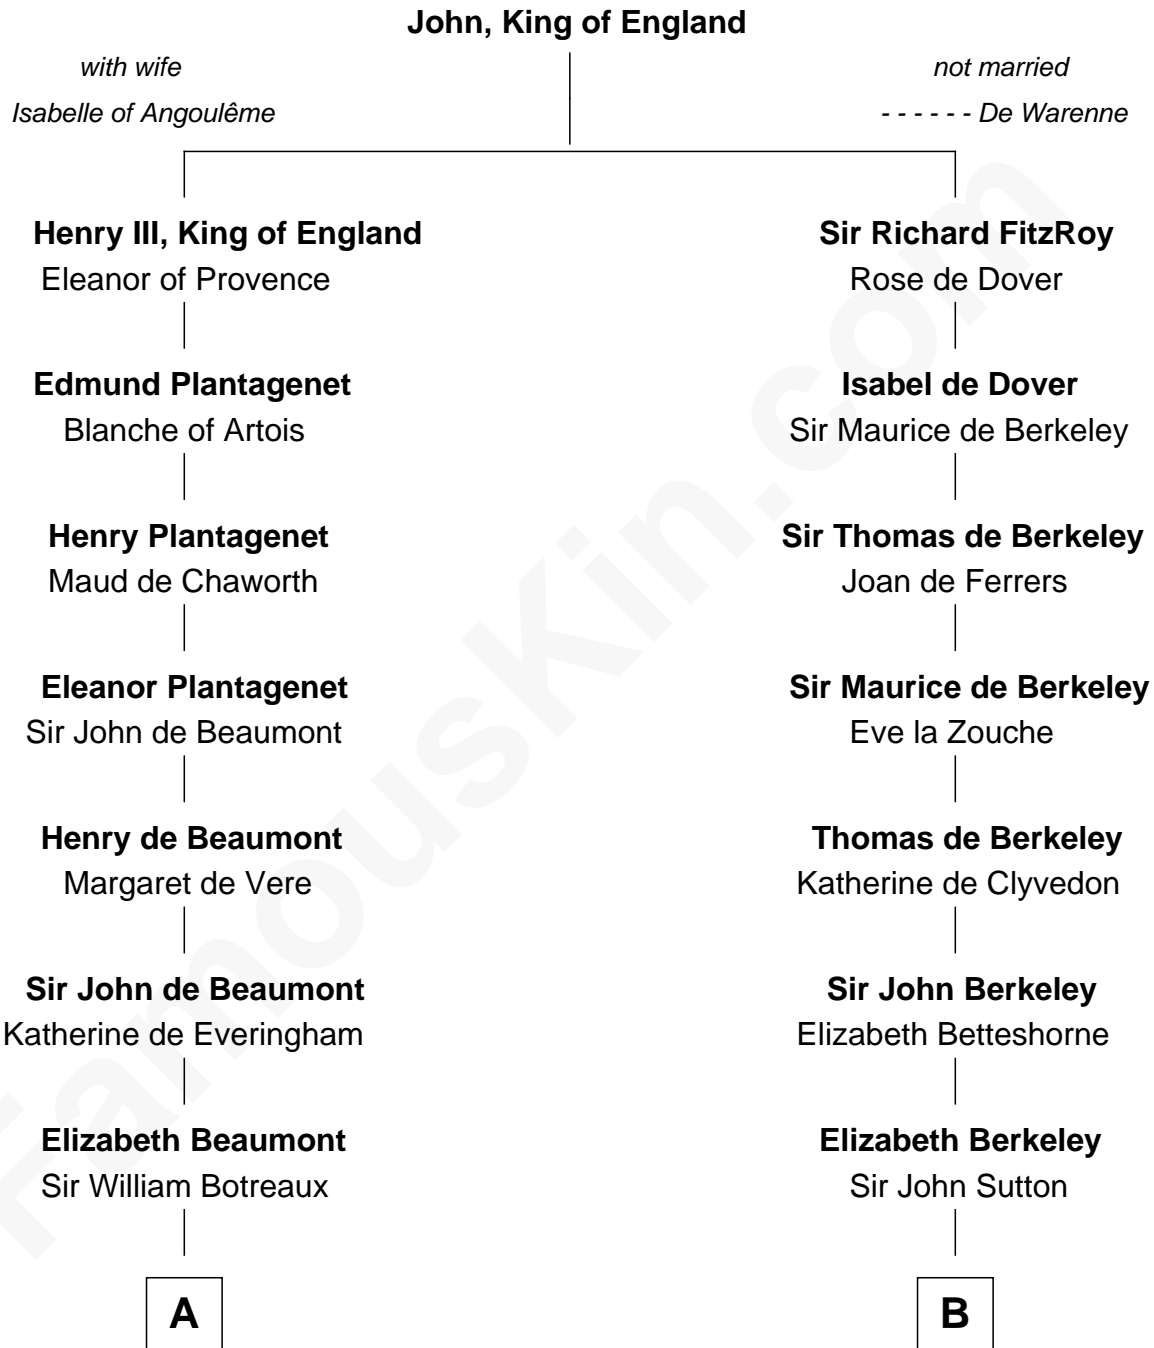 John, King of England
with wife
Isabelle of Angoulême
not married
- - - - - - De Warenne
Henry III, King of England
Eleanor of Provence
Sir Richard FitzRoy
Rose de Dover
Edmund Plantagenet
Blanche of Artois
Isabel de Dover
Sir Maurice de Berkeley
Henry Plantagenet
Maud de Chaworth
Sir Thomas de Berkeley
Joan de Ferrers
Eleanor Plantagenet
Sir John de Beaumont
Sir Maurice de Berkeley
Eve la Zouche
Henry de Beaumont
Margaret de Vere
Thomas de Berkeley
Katherine de Clyvedon
Sir John de Beaumont
Katherine de Everingham
Sir John Berkeley
Elizabeth Betteshorne
Elizabeth Beaumont
Sir William Botreaux
Elizabeth Berkeley
Sir John Sutton
A
B
FamousKin.com